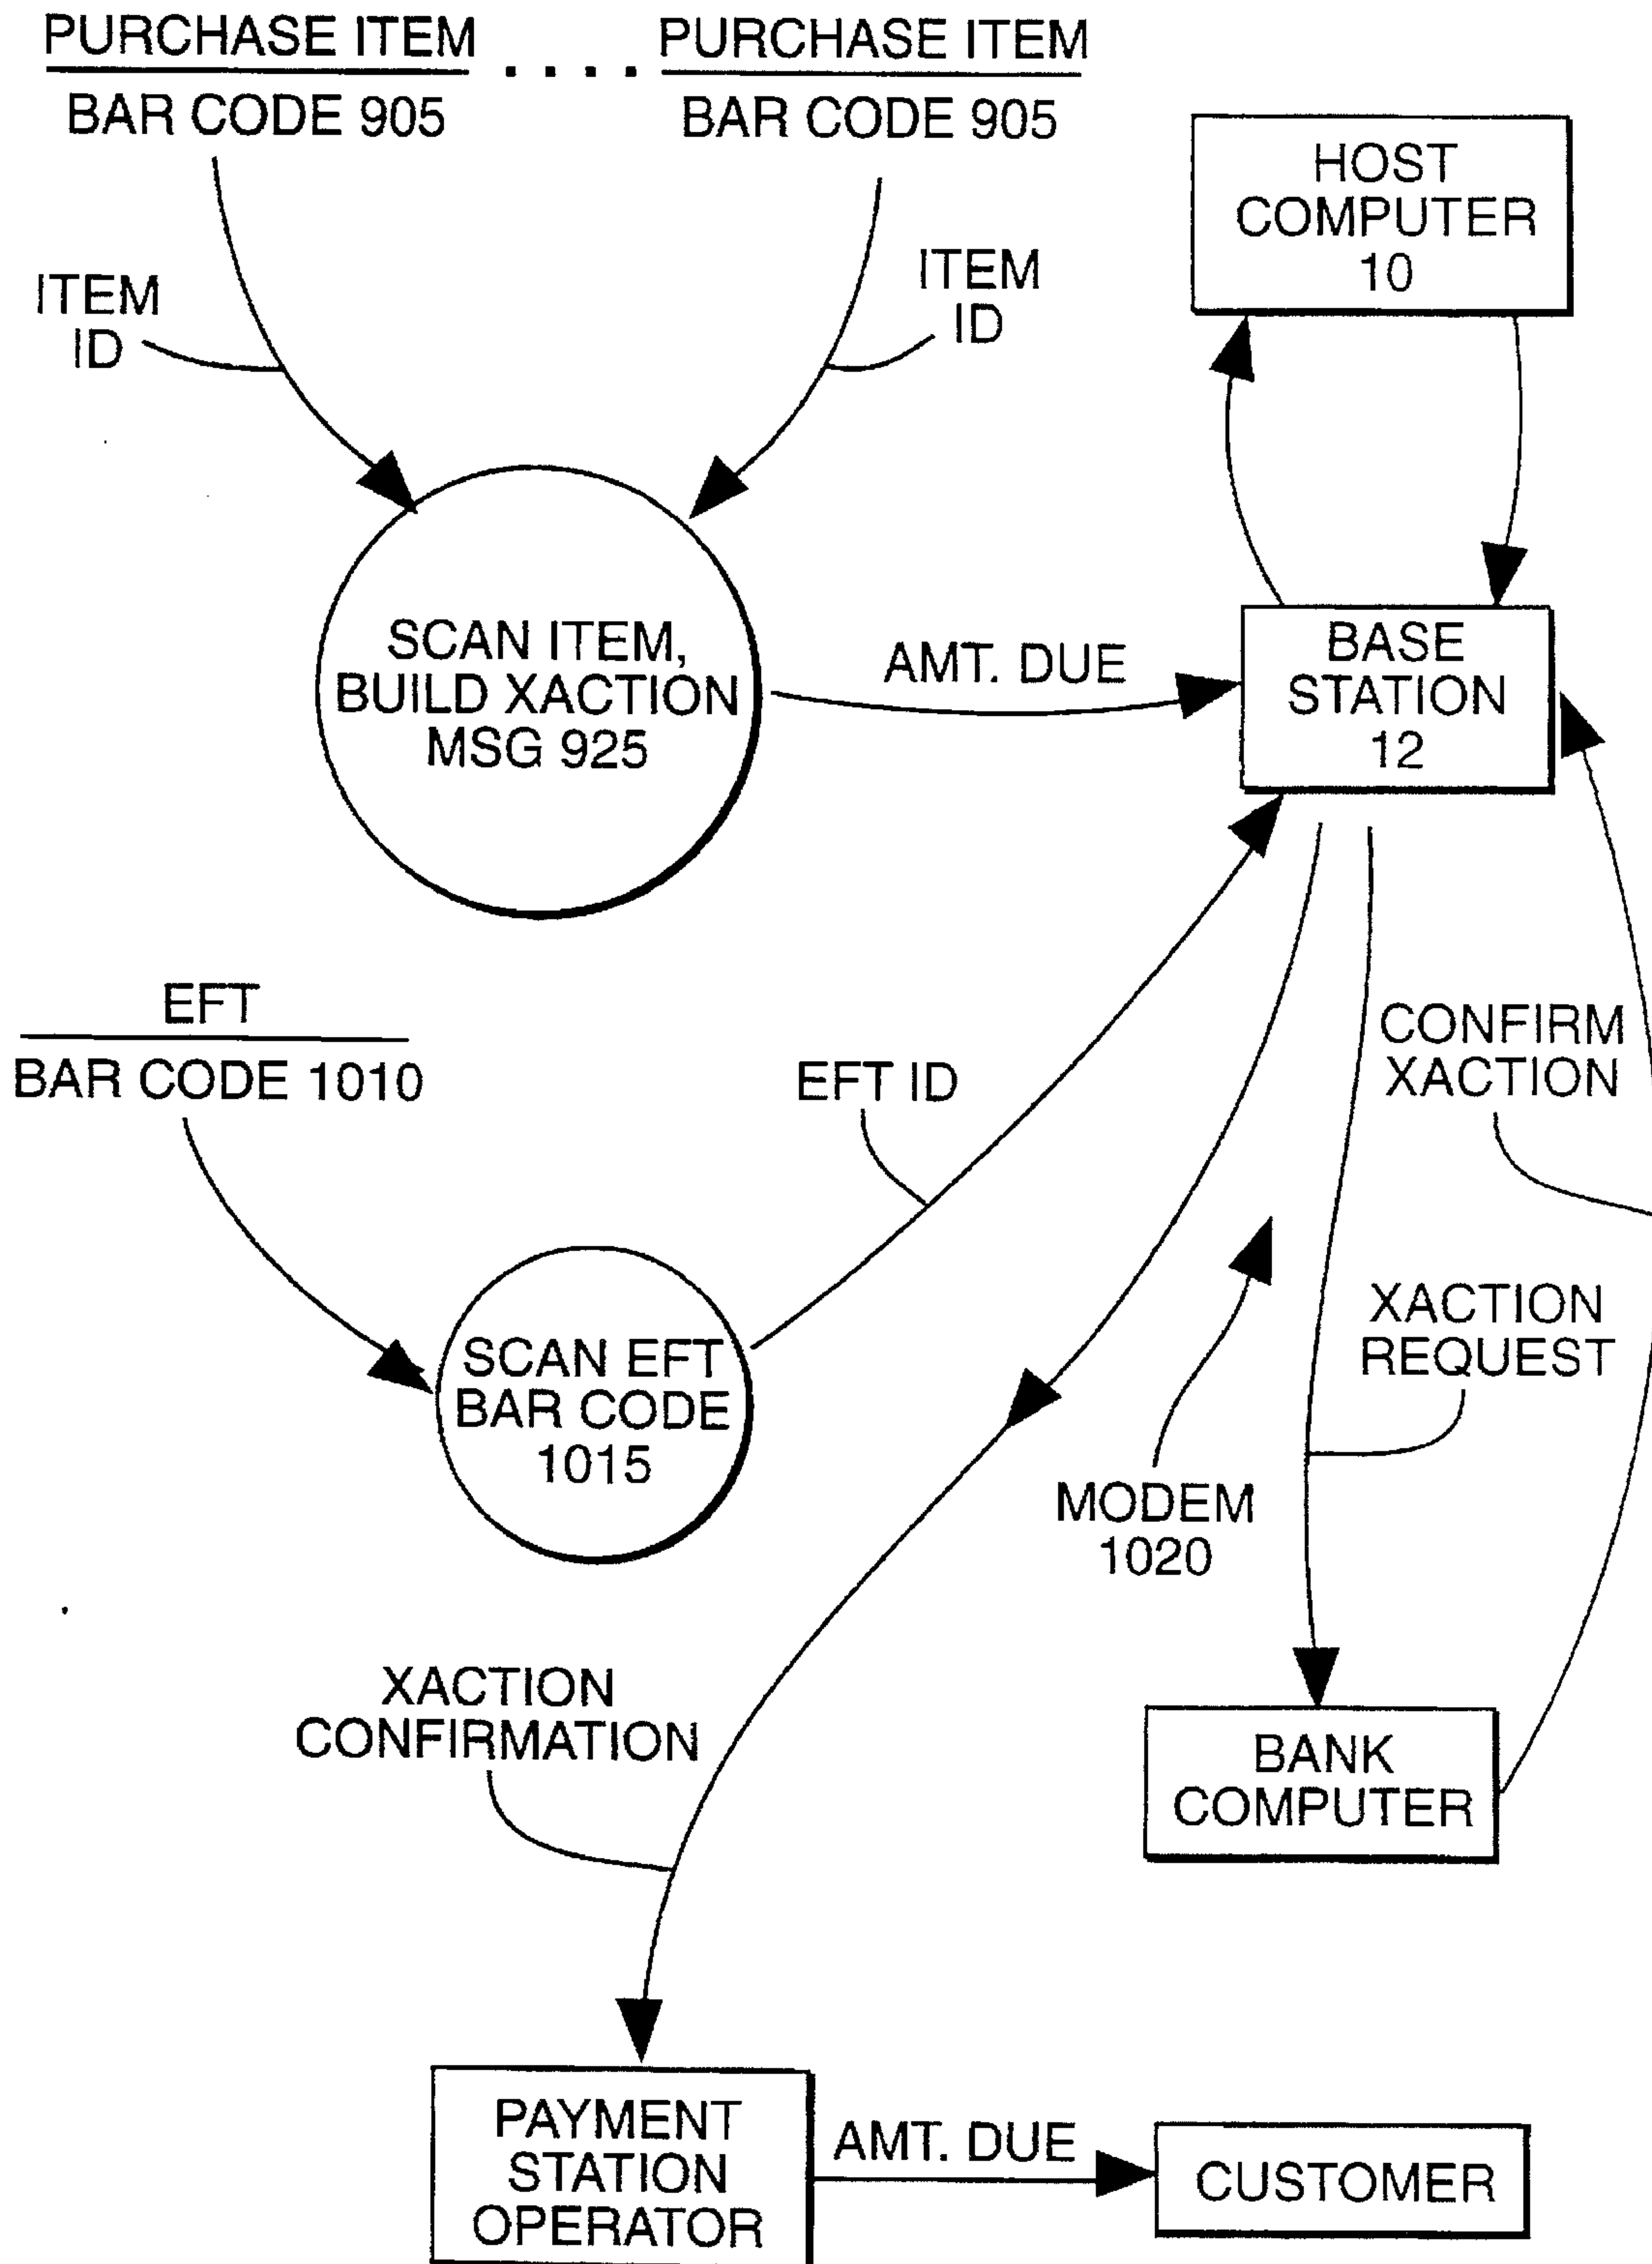 PURCHASE ITEM .... PURCHASE ITEM
BAR CODE 905
BAR CODE 905
HOST
COMPUTER
10
ITEM
ID
ITEM
ID
SCAN ITEM,
BUILD XACTION
MSG 925
AMT. DUE
BASE
STATION
12
EFT
BAR CODE 1010
EFT ID
CONFIRM
XACTION
SCAN EFT
BAR CODE
1015
XACTION
REQUEST
MODEM
1020
XACTION
CONFIRMATION
BANK
COMPUTER
PAYMENT
STATION
OPERATOR
AMT. DUE
CUSTOMER